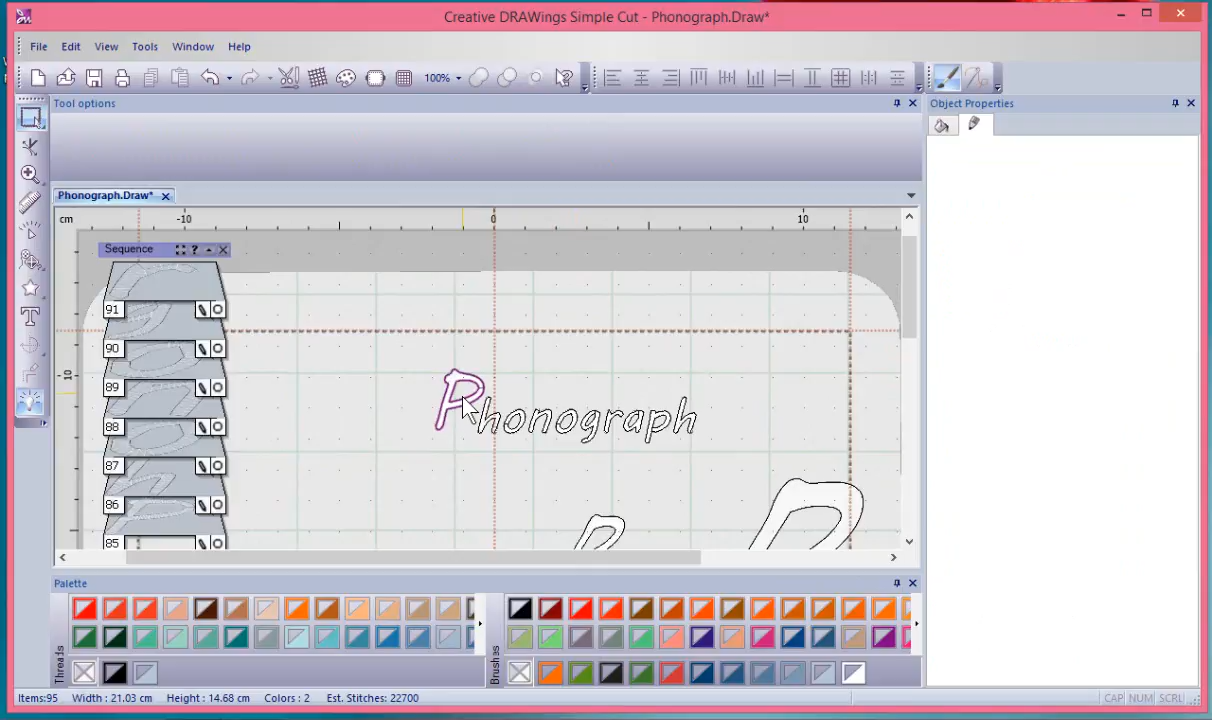 Creative DRAWings Simple Cut - Phonograph.Draw*
File Edit View Tools Window Help
100%
Tool options
Object Properties
Phonograph.Draw*
cm -10 0 10
Sequence ?
91
90
-10
89
88
87
86
85
Phonograph
Palette
Threads
Brushes
Items:95 Width : 21.03 cm Height : 14.68 cm Colors : 2 Est. Stitches: 22700 CAP NUM SCRL